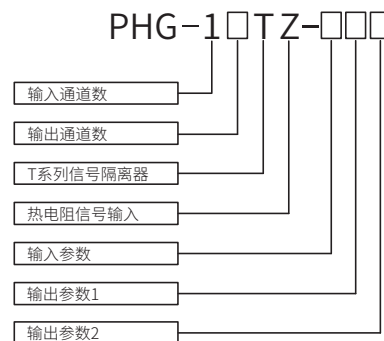 PHG-1□TZ-□□□
输入通道数
输出通道数
T系列信号隔离器
热电阻信号输入
输入参数
输出参数1
输出参数2